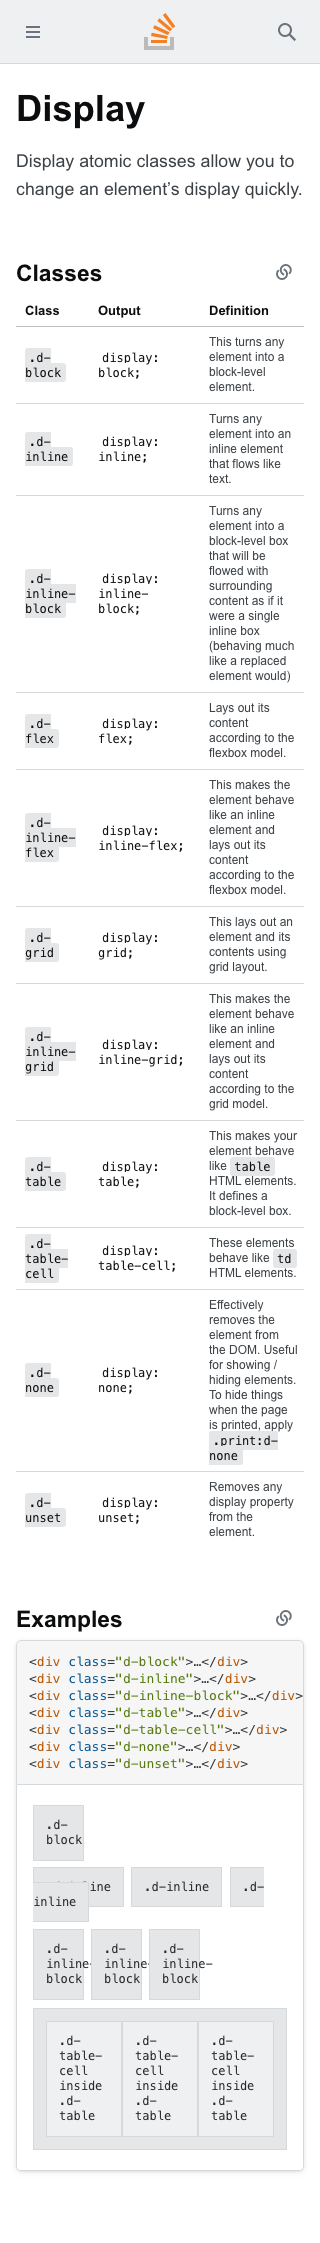 Display
Display atomic classes allow you to
change an element’s display quickly.
Classes
Class Output Definition
.d-
block
display:
block;
This turns any
element into a
block-level
element.
.d-
inline
display:
inline;
Turns any
element into an
inline element
that flows like
text.
.d-
inline-
block
display:
inline-
block;
Turns any
element into a
block-level box
that will be
flowed with
surrounding
content as if it
were a single
inline box
(behaving much
like a replaced
element would)
.d-
flex
display:
flex;
Lays out its
content
according to the
flexbox model.
.d-
inline-
flex
display:
inline-flex;
This makes the
element behave
like an inline
element and
lays out its
content
according to the
flexbox model.
.d-
grid
display:
grid;
This lays out an
element and its
contents using
grid layout.
.d-
inline-
grid
display:
inline-grid;
This makes the
element behave
like an inline
element and
lays out its
content
according to the
grid model.
.d-
table
display:
table;
This makes your
element behave
like table
HTML elements.
It defines a
block-level box.
.d-
table-
cell
display:
table-cell;
These elements
behave like td
HTML elements.
.d-
none
display:
none;
Effectively
removes the
element from
the DOM. Useful
for showing /
hiding elements.
To hide things
when the page
is printed, apply
.print:d-
none
.d-
unset
display:
unset;
Removes any
display property
from the
element.
Examples
<div class="d-block">…</div>
<div class="d-inline">…</div>
<div class="d-inline-block">…</div>
<div class="d-table">…</div>
<div class="d-table-cell">…</div>
<div class="d-none">…</div>
<div class="d-unset">…</div>
.d-
block
.d-inline .d-
inline
.d-
inline-
block
.d-
inline-
block
.d-
inline-
block
.d-
table-
cell
inside
.d-
table
.d-
table-
cell
inside
.d-
table
.d-
table-
cell
inside
.d-
table